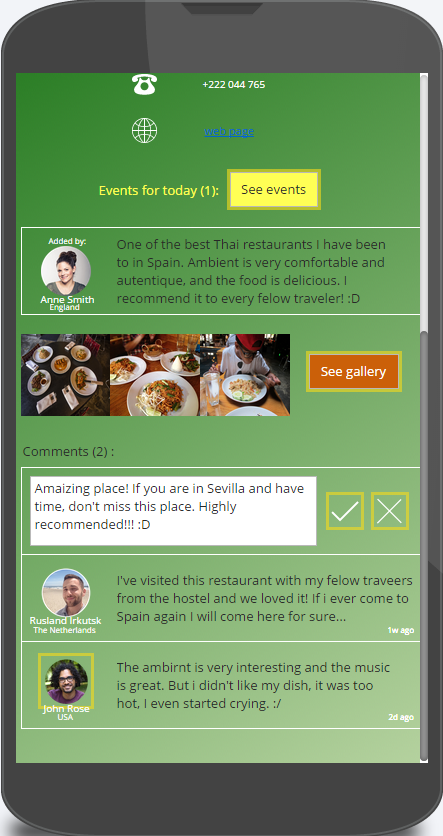 +222 044 765
web page
Events for today (1):
See events
Added by:
Anne Smith
England
One of the best Thai restaurants I have been
to in Spain. Ambient is very comfortable and
autentique, and the food is delicious. I
recommend it to every felow traveler! :D
See gallery
Comments (2) :
Amaizing place! If you are in Sevilla and have
time, don't miss this place. Highly
recommended!!! :D
Rusland Irkutsk
The Netherlands
I've visited this restaurant with my felow traveers
from the hostel and we loved it! If i ever come to
Spain again I will come here for sure...
1w ago
John Rose
USA
The ambirnt is very interesting and the music
is great. But i didn't like my dish, it was too
hot, I even started crying. :/
2d ago